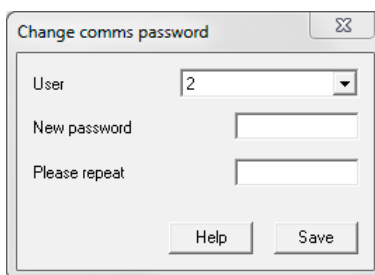 Change comms password
User 2
New password
Please repeat
Help Save